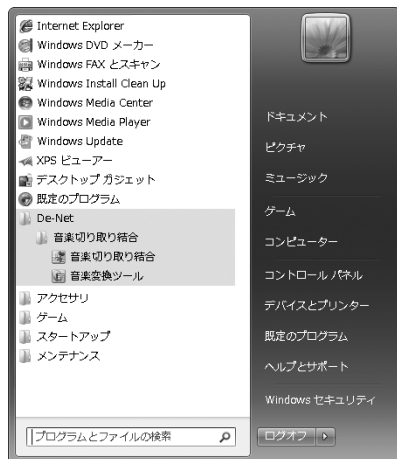 Internet Explorer
Windows DVD メーカー
Windows FAX とスキャン
Windows Install Clean Up
Windows Media Center
Windows Media Player
Windows Update
XPS ビューアー
デスクトップ ガジェット
既定のプログラム
De-Net
音楽切り取り結合
音楽切り取り結合
音楽変換ツール
アクセサリ
ゲーム
スタートアップ
メンテナンス
プログラムとファイルの検索
ドキュメント
ピクチャ
ミュージック
ゲーム
コンピューター
コントロール パネル
デバイスとプリンター
既定のプログラム
ヘルプとサポート
Windows セキュリティ
ログオフ